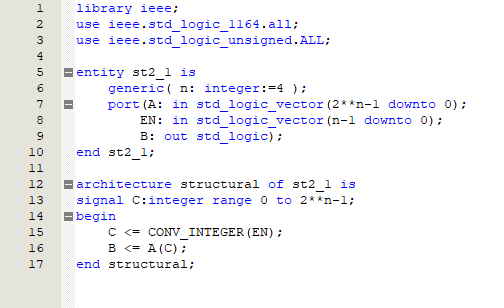 1 library ieee;
2 use ieee.std_logic_1164.all;
3 use ieee.std_logic_unsigned.ALL;
4
5 entity st2_1 is
6 generic( n: integer:=4 );
7 port(A: in std_logic_vector(2**n-1 downto 0);
8 EN: in std_logic_vector(n-1 downto 0);
9 B: out std_logic);
10 end st2_1;
11
12 architecture structural of st2_1 is
13 signal C:integer range 0 to 2**n-1;
14 begin
15 C <= CONV_INTEGER(EN);
16 B <= A(C);
17 end structural;